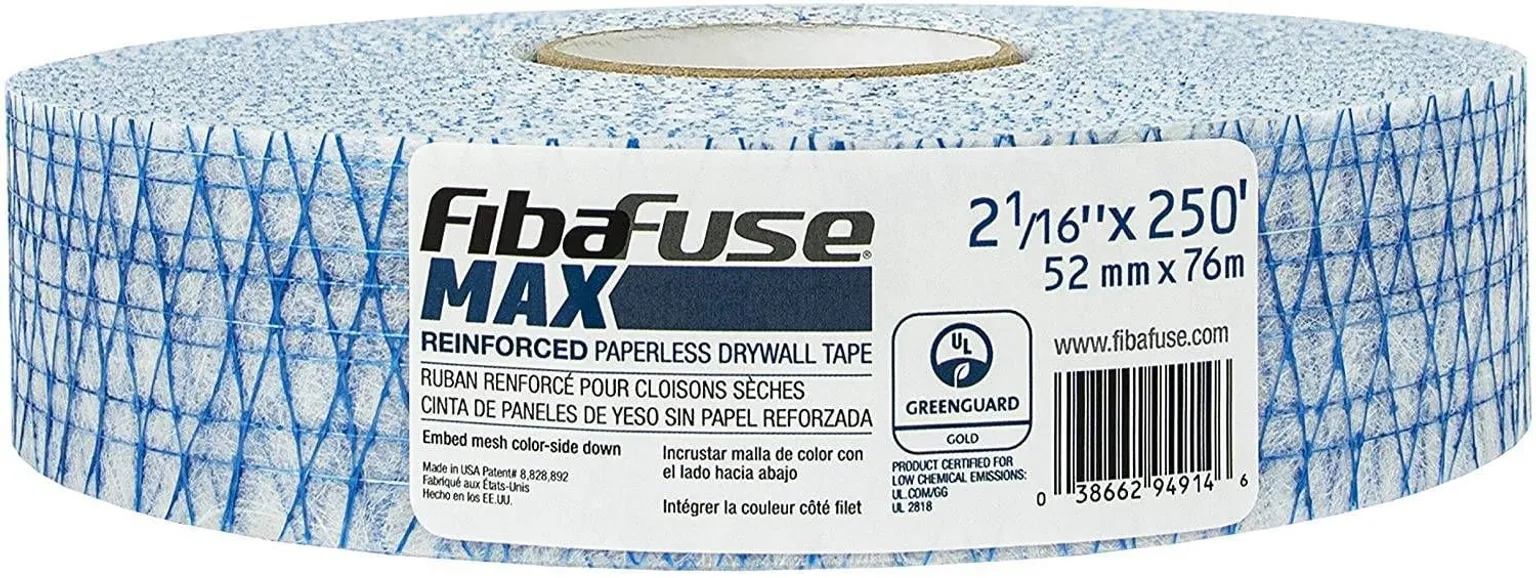 FibaFuse®
MAX
REINFORCED PAPERLESS DRYWALL TAPE
RUBAN RENFORCÉ POUR CLOISONS SÈCHES
CINTA DE PANELES DE YESO SIN PAPEL REFORZADA
Embed mesh color-side down
Made in USA Patent# 8,828,892
Fabriqué aux États-Unis
Hecho en los EE.UU.
Incrustar malla de color con
el lado hacia abajo
Intégrer la couleur côté filet
2 1/16" x 250'
52 mm x 76m
UL
GREENGUARD
GOLD
PRODUCT CERTIFIED FOR
LOW CHEMICAL EMISSIONS:
UL.COM/GG
UL 2818
www.fibafuse.com
0 38662 94914 6